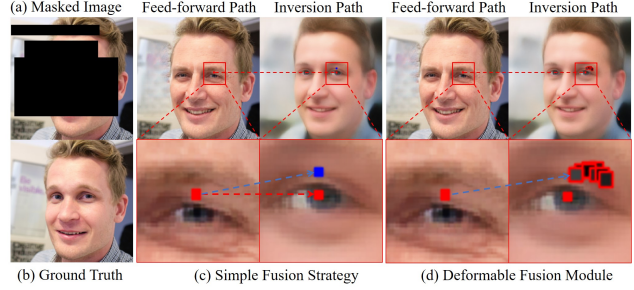 (a) Masked Image Feed-forward Path Inversion Path Feed-forward Path Inversion Path
(b) Ground Truth (c) Simple Fusion Strategy (d) Deformable Fusion Module